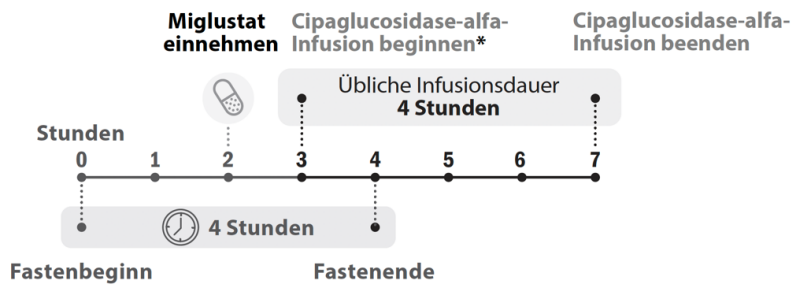 Miglustat
einnehmen
Cipaglucosidase-alfa-
Infusion beginnen*
Cipaglucosidase-alfa-
Infusion beenden
Übliche Infusionsdauer
4 Stunden
Stunden
0 1 2 3 4 5 6 7
4 Stunden
Fastenbeginn
Fastenende